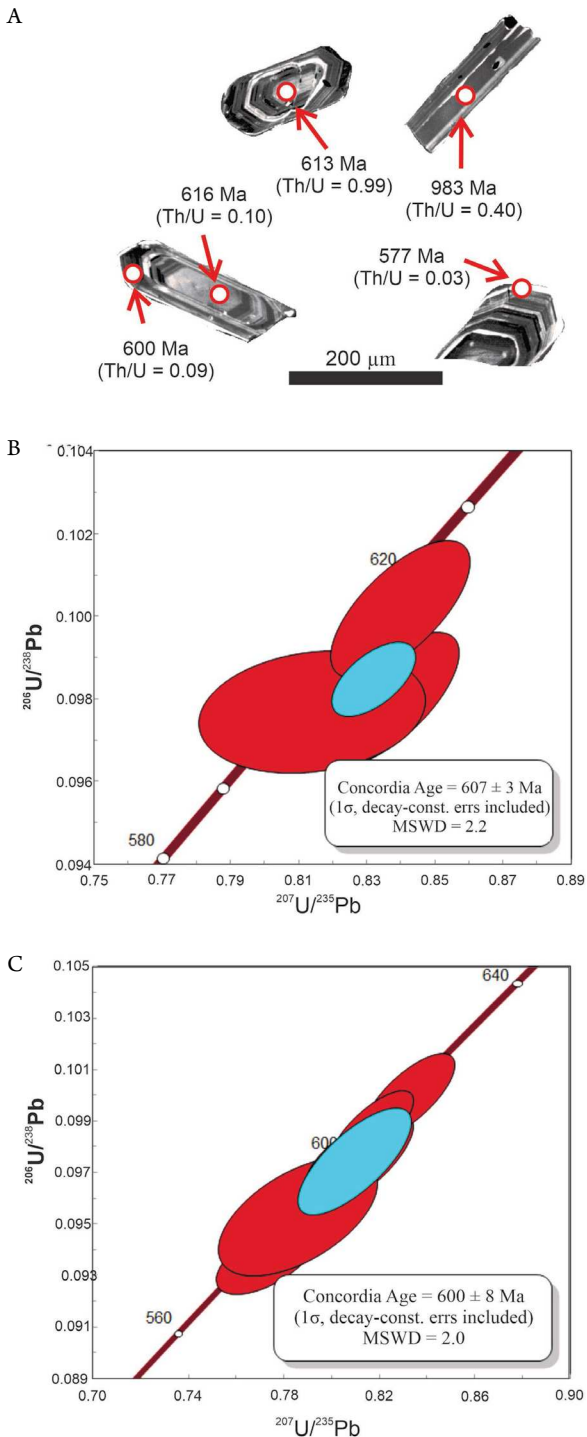 A
613 Ma
(Th/U = 0.99)
983 Ma
(Th/U = 0.40)
616 Ma
(Th/U = 0.10)
577 Ma
(Th/U = 0.03)
600 Ma
(Th/U = 0.09)
200 µm
B
0.104
0.102
0.100
0.098
0.096
0.094
²⁰⁶U/²³⁸Pb
620
580
Concordia Age = 607 ± 3 Ma
(1σ, decay-const. errs included)
MSWD = 2.2
0.75 0.77 0.79 0.81 0.83 0.85 0.87 0.89
²⁰⁷U/²³⁵Pb
C
0.105
0.103
0.101
0.099
0.097
0.095
0.093
0.091
0.089
²⁰⁶U/²³⁸Pb
640
600
560
Concordia Age = 600 ± 8 Ma
(1σ, decay-const. errs included)
MSWD = 2.0
0.70 0.74 0.78 0.82 0.86 0.90
²⁰⁷U/²³⁵Pb